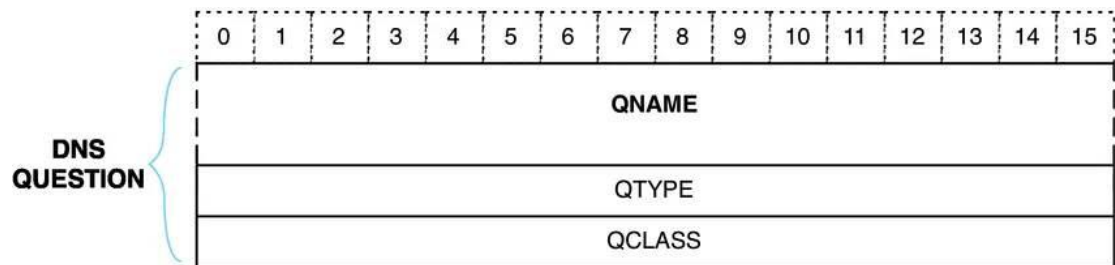 0 1 2 3 4 5 6 7 8 9 10 11 12 13 14 15
QNAME
DNS
QUESTION
QTYPE
QCLASS